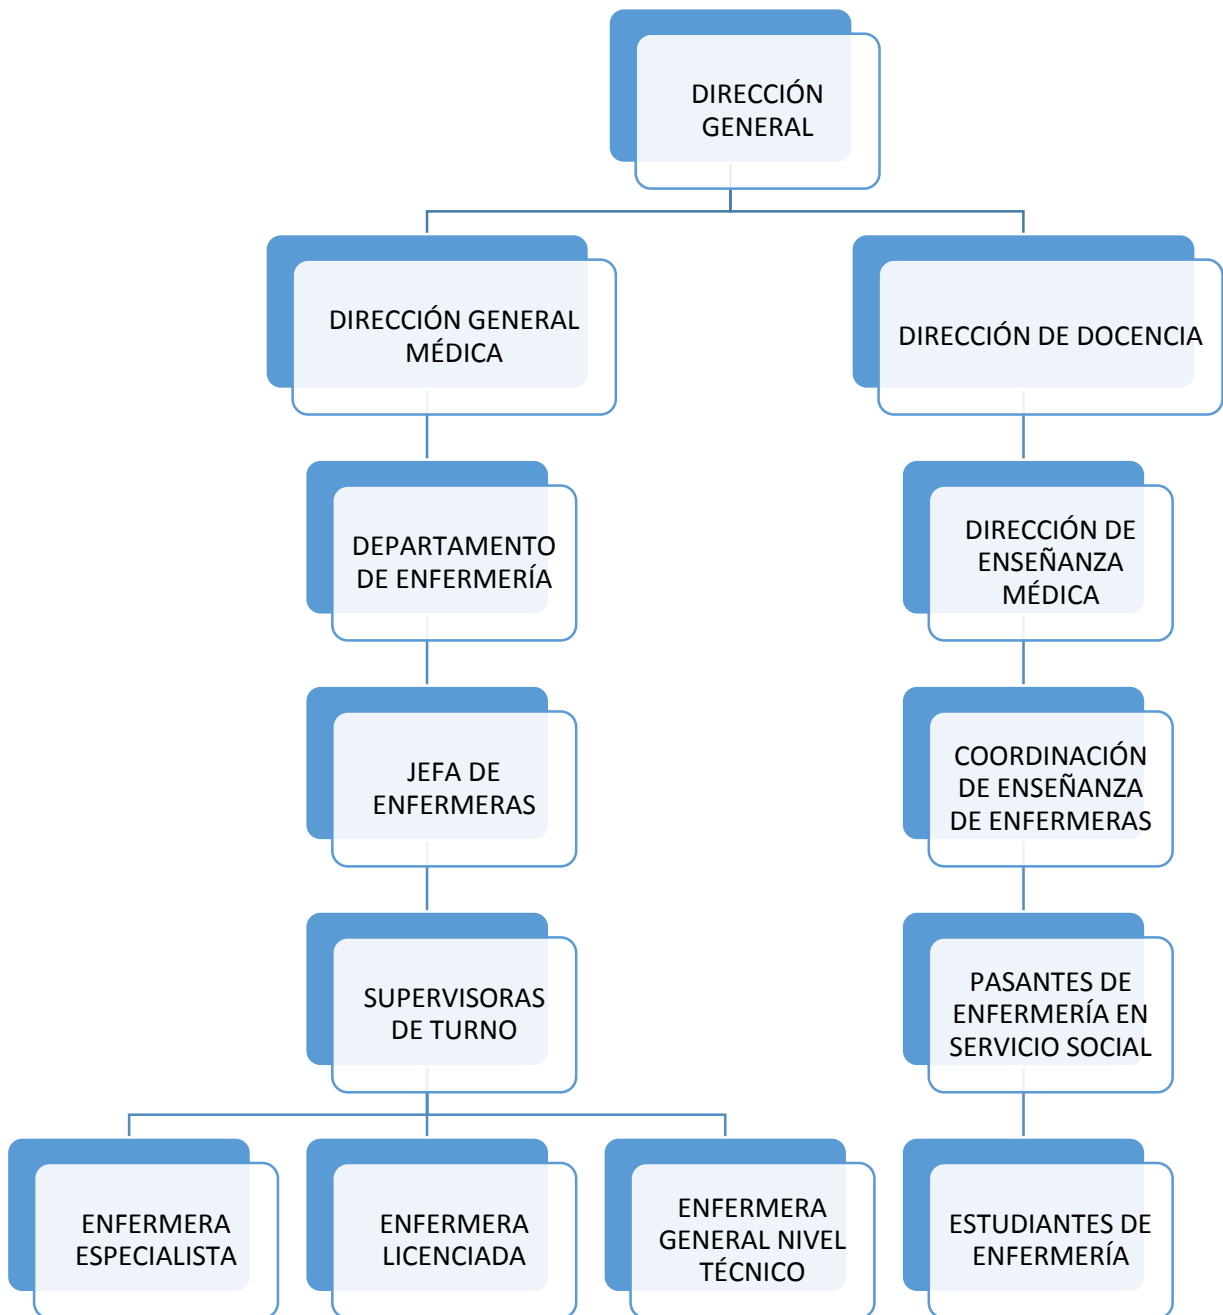 DIRECCIÓN
GENERAL
DIRECCIÓN GENERAL
MÉDICA
DIRECCIÓN DE DOCENCIA
DEPARTAMENTO
DE ENFERMERÍA
DIRECCIÓN DE
ENSEÑANZA
MÉDICA
JEFA DE
ENFERMERAS
COORDINACIÓN
DE ENSEÑANZA
DE ENFERMERAS
SUPERVISORAS
DE TURNO
PASANTES DE
ENFERMERÍA EN
SERVICIO SOCIAL
ENFERMERA
ESPECIALISTA
ENFERMERA
LICENCIADA
ENFERMERA
GENERAL NIVEL
TÉCNICO
ESTUDIANTES DE
ENFERMERÍA